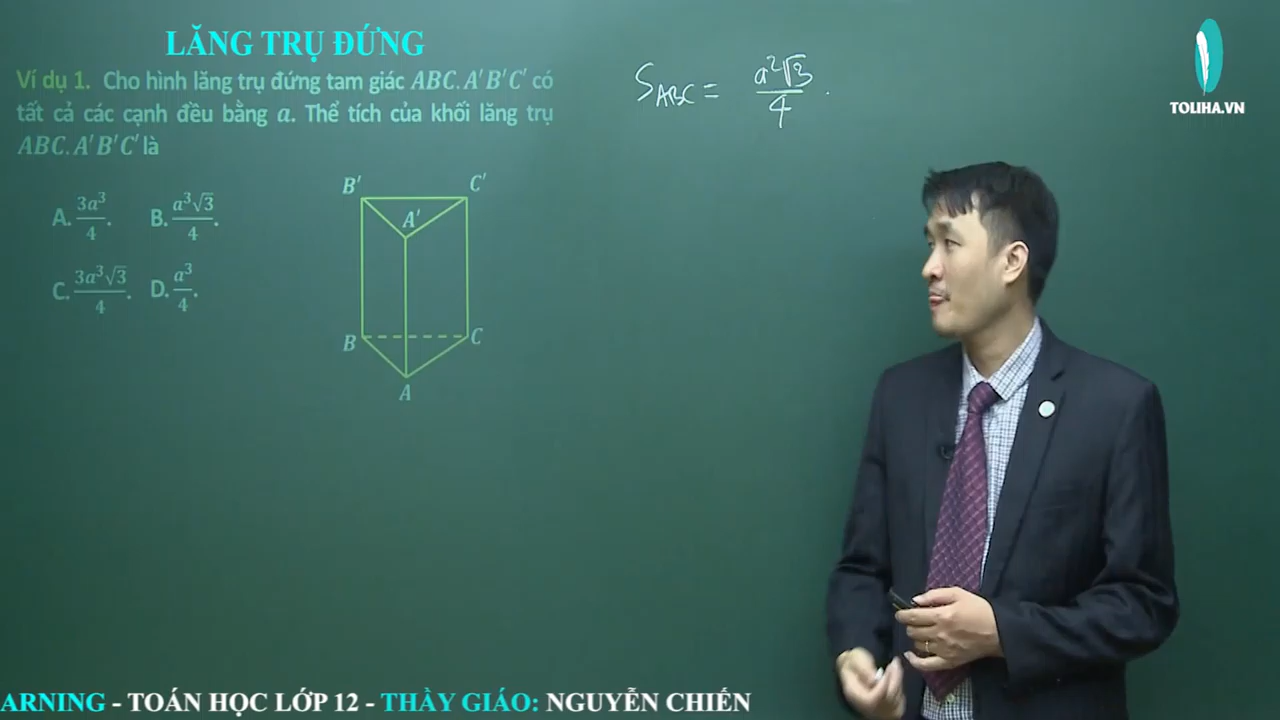 LĂNG TRỤ ĐỨNG
Ví dụ 1. Cho hình lăng trụ đứng tam giác ABC.A'B'C' có
tất cả các cạnh đều bằng a. Thể tích của khối lăng trụ
ABC.A'B'C' là
A. 3a³/4. B. a³√3/4.
C. 3a³√3/4. D. a³/4.
B' C'
A'
B C
A
S_ABC = a²√3/4.
TOLIHA.VN
ARNING - TOÁN HỌC LỚP 12 - THẦY GIÁO: NGUYỄN CHIẾN